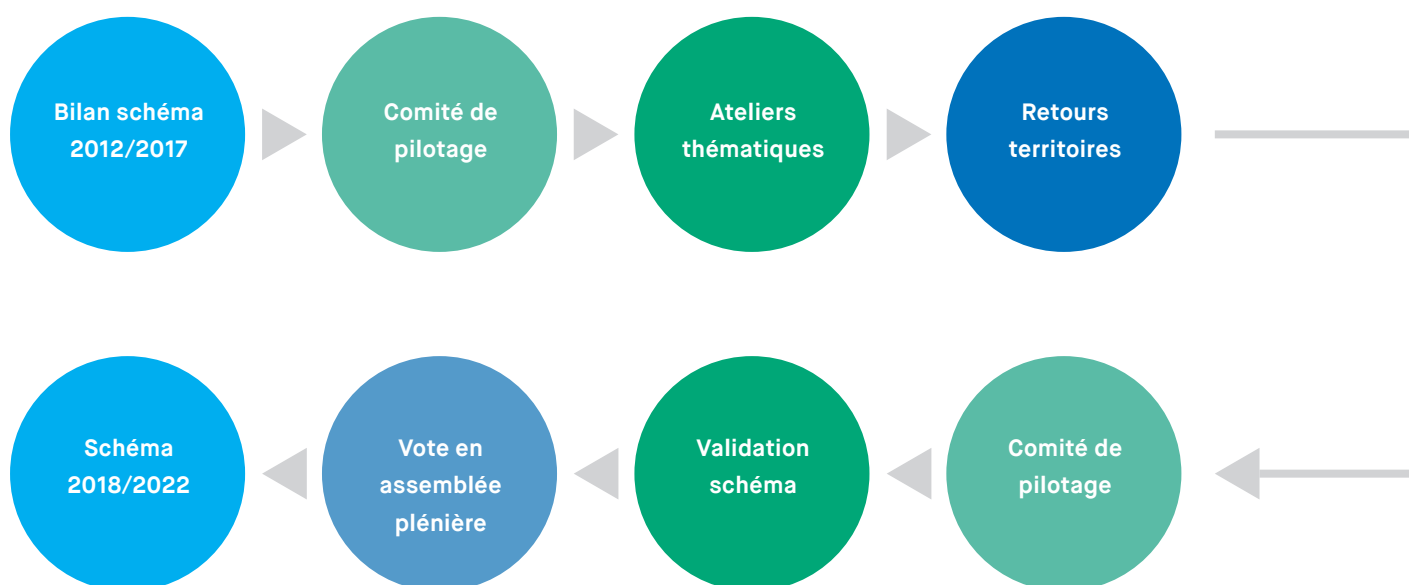 Bilan schéma
2012/2017
Comité de
pilotage
Ateliers
thématiques
Retours
territoires
Schéma
2018/2022
Vote en
assemblée
plénière
Validation
schéma
Comité de
pilotage